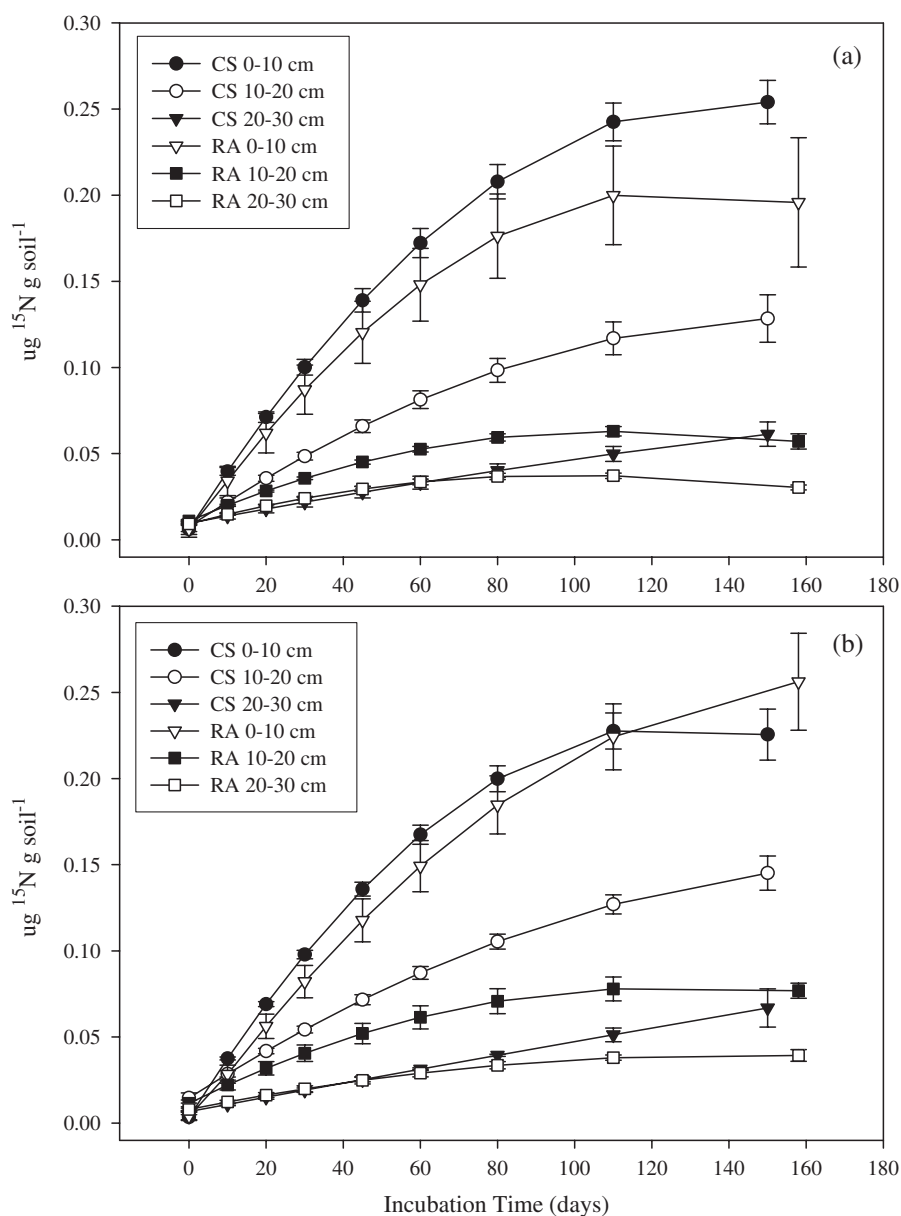 0.30
0.25
0.20
0.15
0.10
0.05
0.00
ug ¹⁵N g soil⁻¹
CS 0-10 cm
CS 10-20 cm
CS 20-30 cm
RA 0-10 cm
RA 10-20 cm
RA 20-30 cm
(a)
0 20 40 60 80 100 120 140 160 180
0.30
0.25
0.20
0.15
0.10
0.05
0.00
ug ¹⁵N g soil⁻¹
CS 0-10 cm
CS 10-20 cm
CS 20-30 cm
RA 0-10 cm
RA 10-20 cm
RA 20-30 cm
(b)
0 20 40 60 80 100 120 140 160 180
Incubation Time (days)